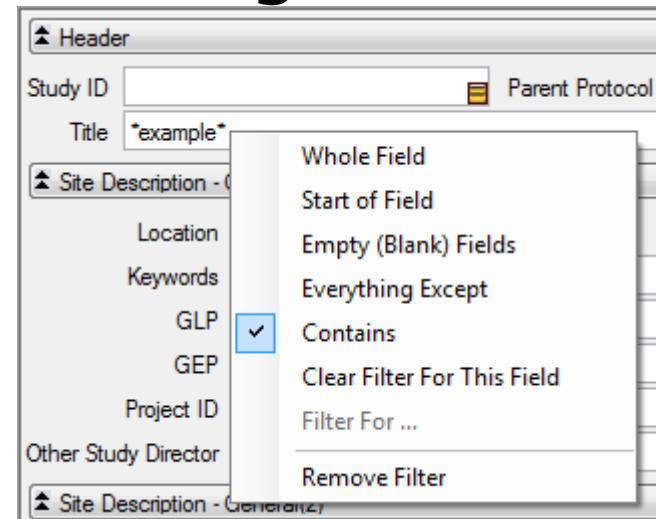 Header
Study ID
Parent Protocol
Title *example*
Whole Field
Site Description -
Start of Field
Location
Empty (Blank) Fields
Keywords
Everything Except
GLP
Contains
GEP
Clear Filter For This Field
Project ID
Filter For ...
Other Study Director
Remove Filter
Site Description - General(2)